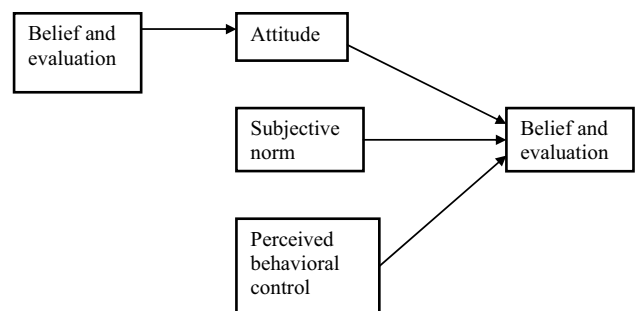 Belief and
evaluation
Attitude
Subjective
norm
Belief and
evaluation
Perceived
behavioral
control